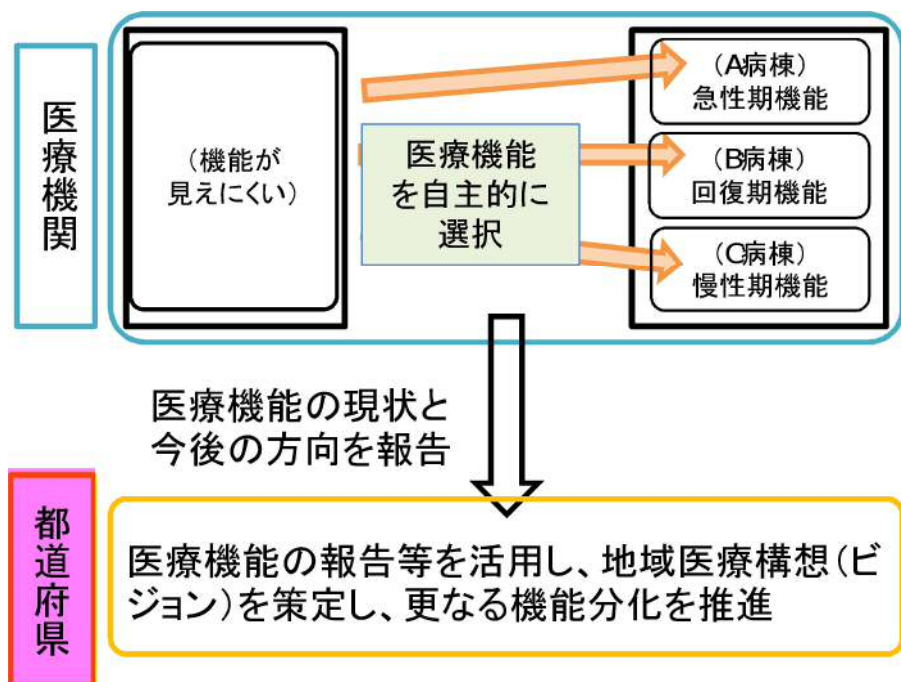 医療機関
（機能が
見えにくい）
医療機能
を自主的に
選択
（A病棟）
急性期機能
（B病棟）
回復期機能
（C病棟）
慢性期機能
医療機能の現状と
今後の方向を報告
都道府県
医療機能の報告等を活用し、地域医療構想（ビ
ジョン）を策定し、更なる機能分化を推進